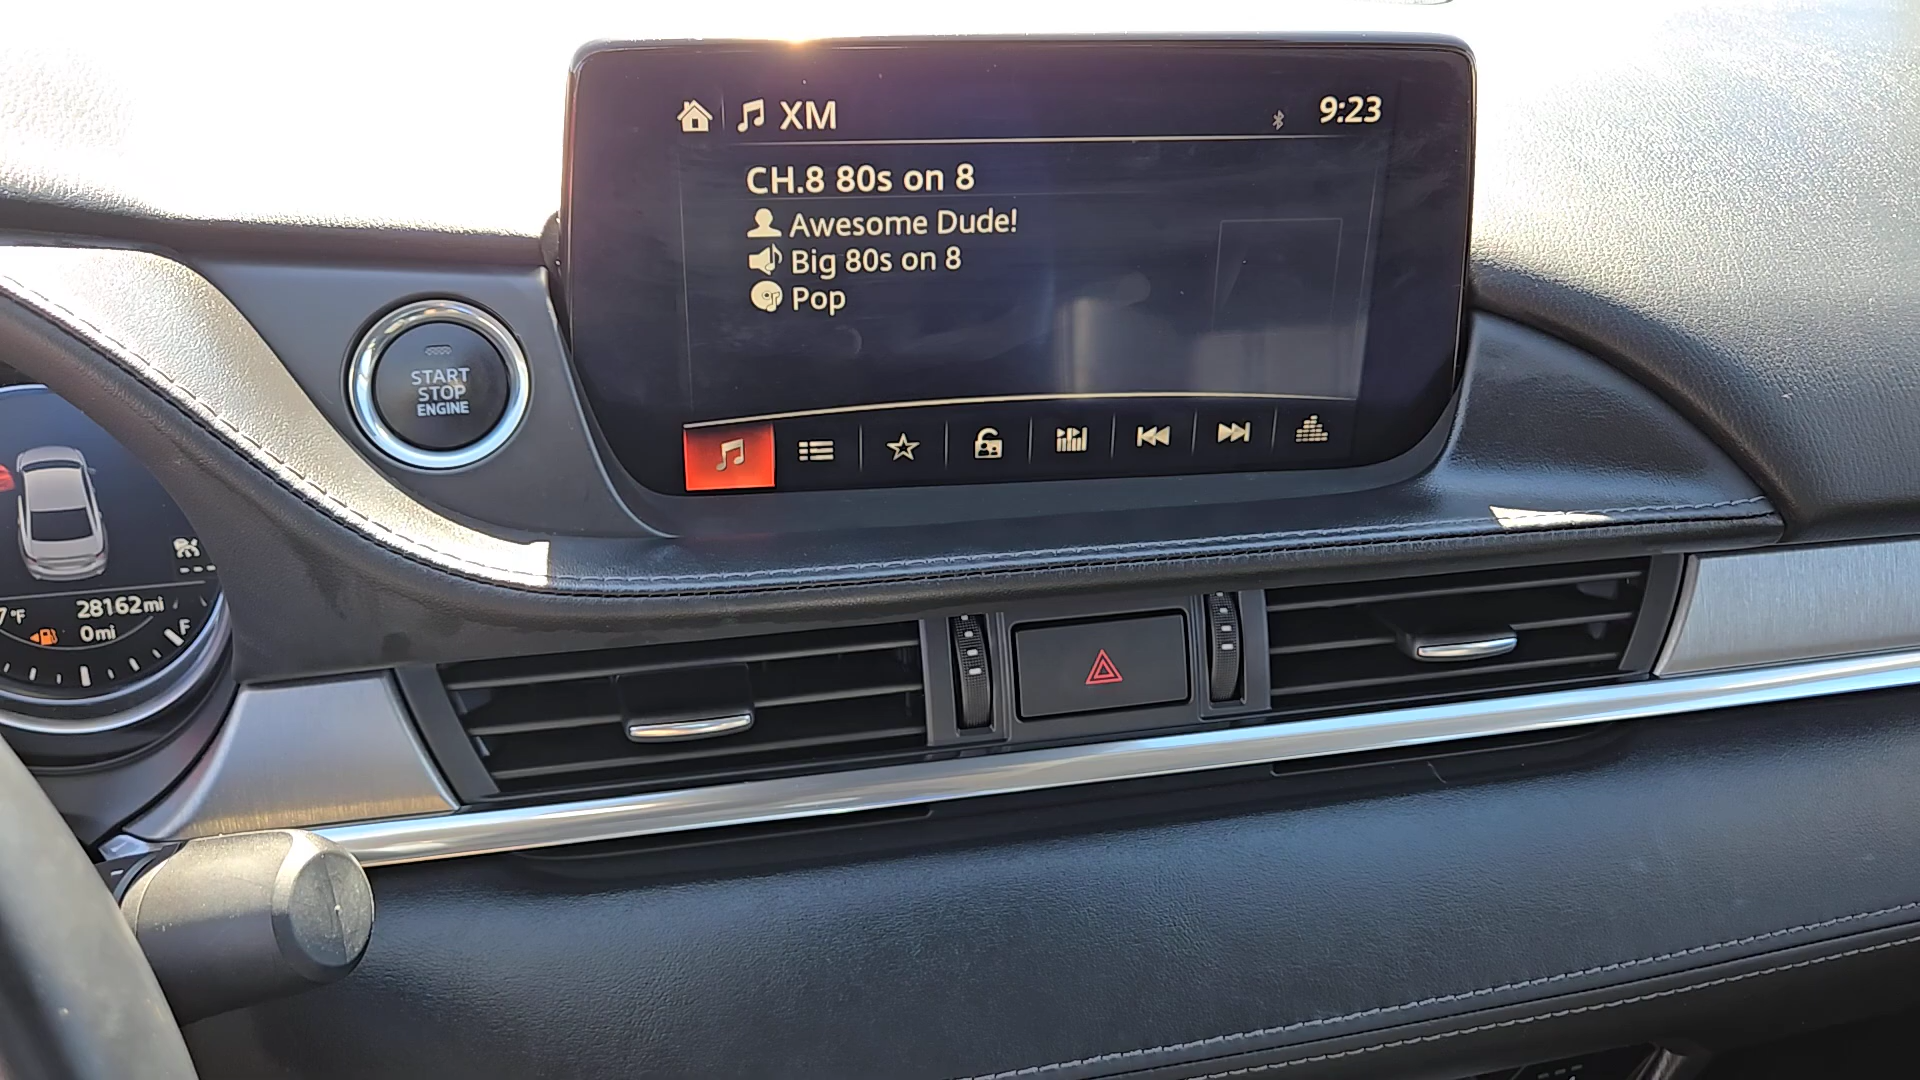 XM
9:23
CH.8 80s on 8
Awesome Dude!
Big 80s on 8
Pop
START
STOP
ENGINE
7°F
28162mi
0mi
F